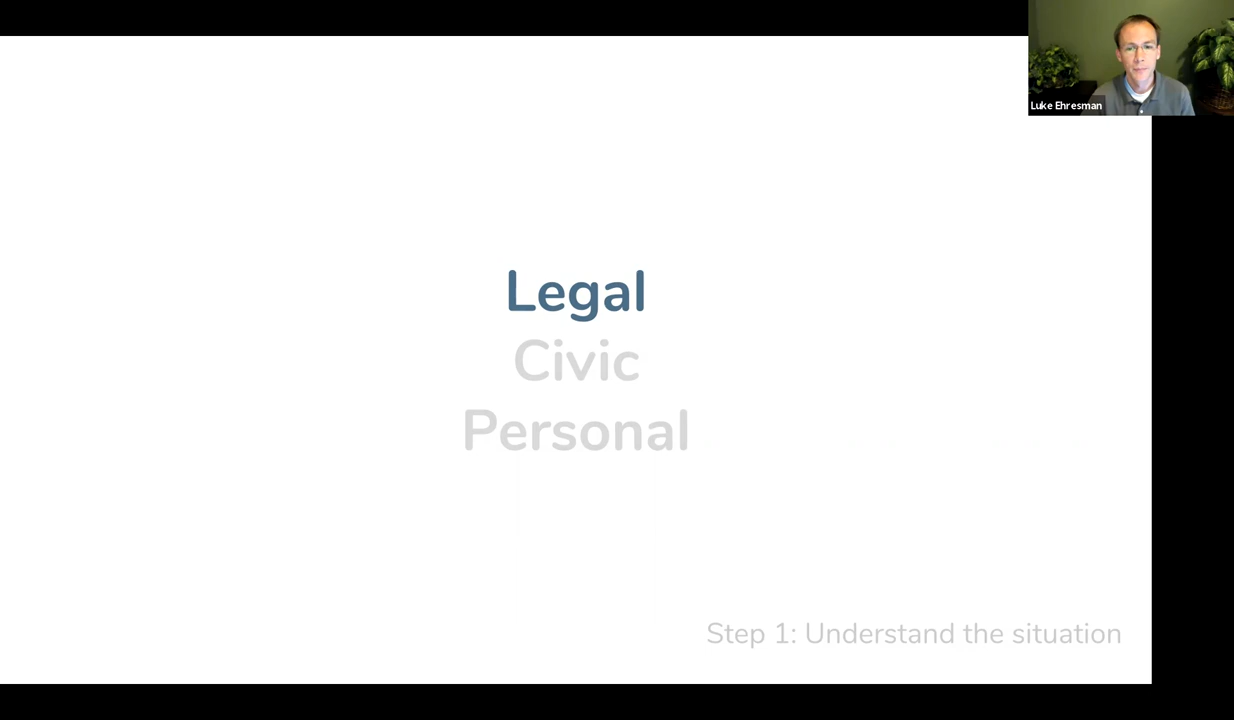 Luke Ehresman
Legal
Civic
Personal
Step 1: Understand the situation